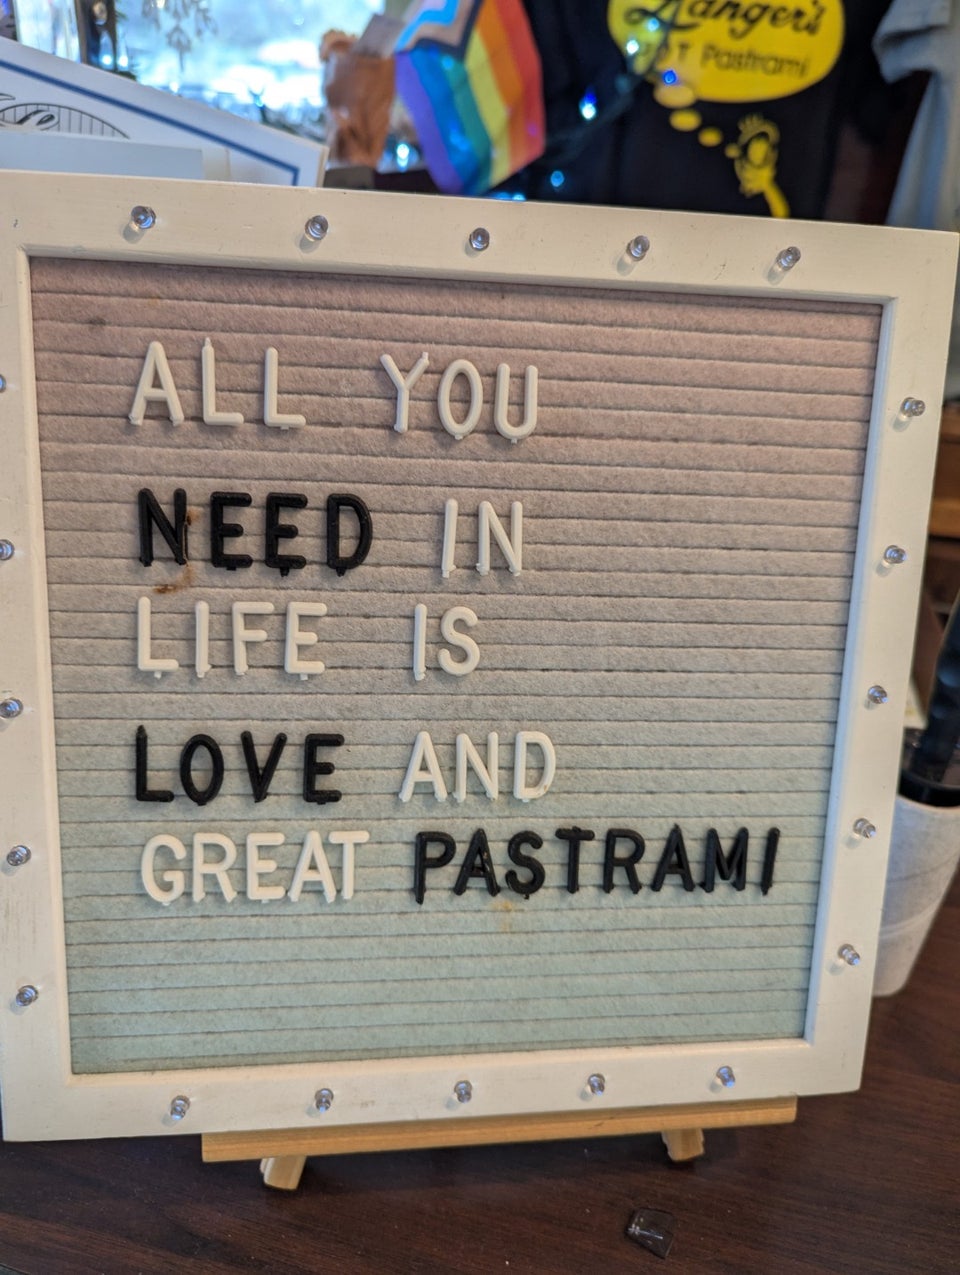 Pastrami
ALL YOU
NEED IN
LIFE IS
LOVE AND
GREAT PASTRAMI